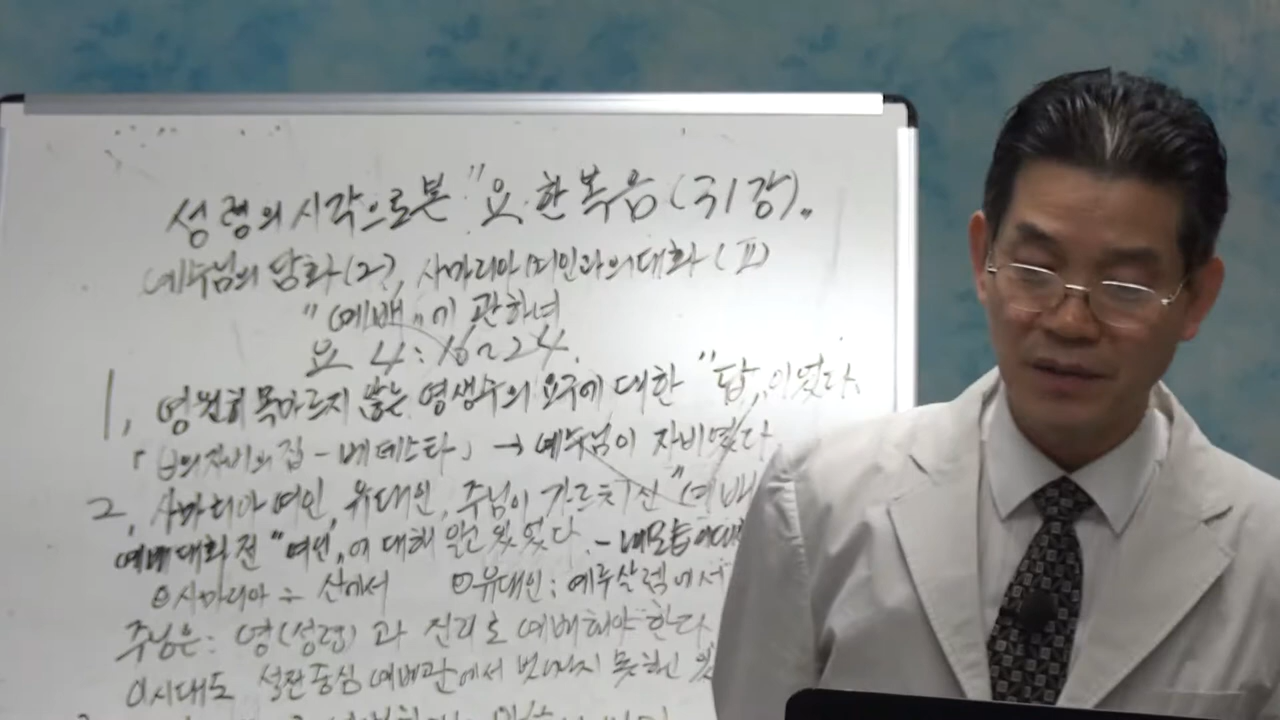 성령의 시각으로본 "요한복음(귀강)"
예수님의 담화(2), 사마리아 여인과의 대화 (Ⅱ)
"예배"에 관하여
요 4:16~24.
1, 영원히 목마르지 않는 영생수의 요구에 대한 "답"이었다.
의 자비의 집 - 베데스다」 → 예수님이 자비였다
2, 사마리아 여인, 유대인, 주님이 가르치신 "예배
예배 대화 전 "여인"에 대해 알고 있었다. -
⊙사마리아 : 산에서 ⊙유대인 : 예루살렘에서
주님은 : 영(성령)과 진리로 예배해야 한다
이시대도 성전중심 예배관에서 벗어나지 못하고